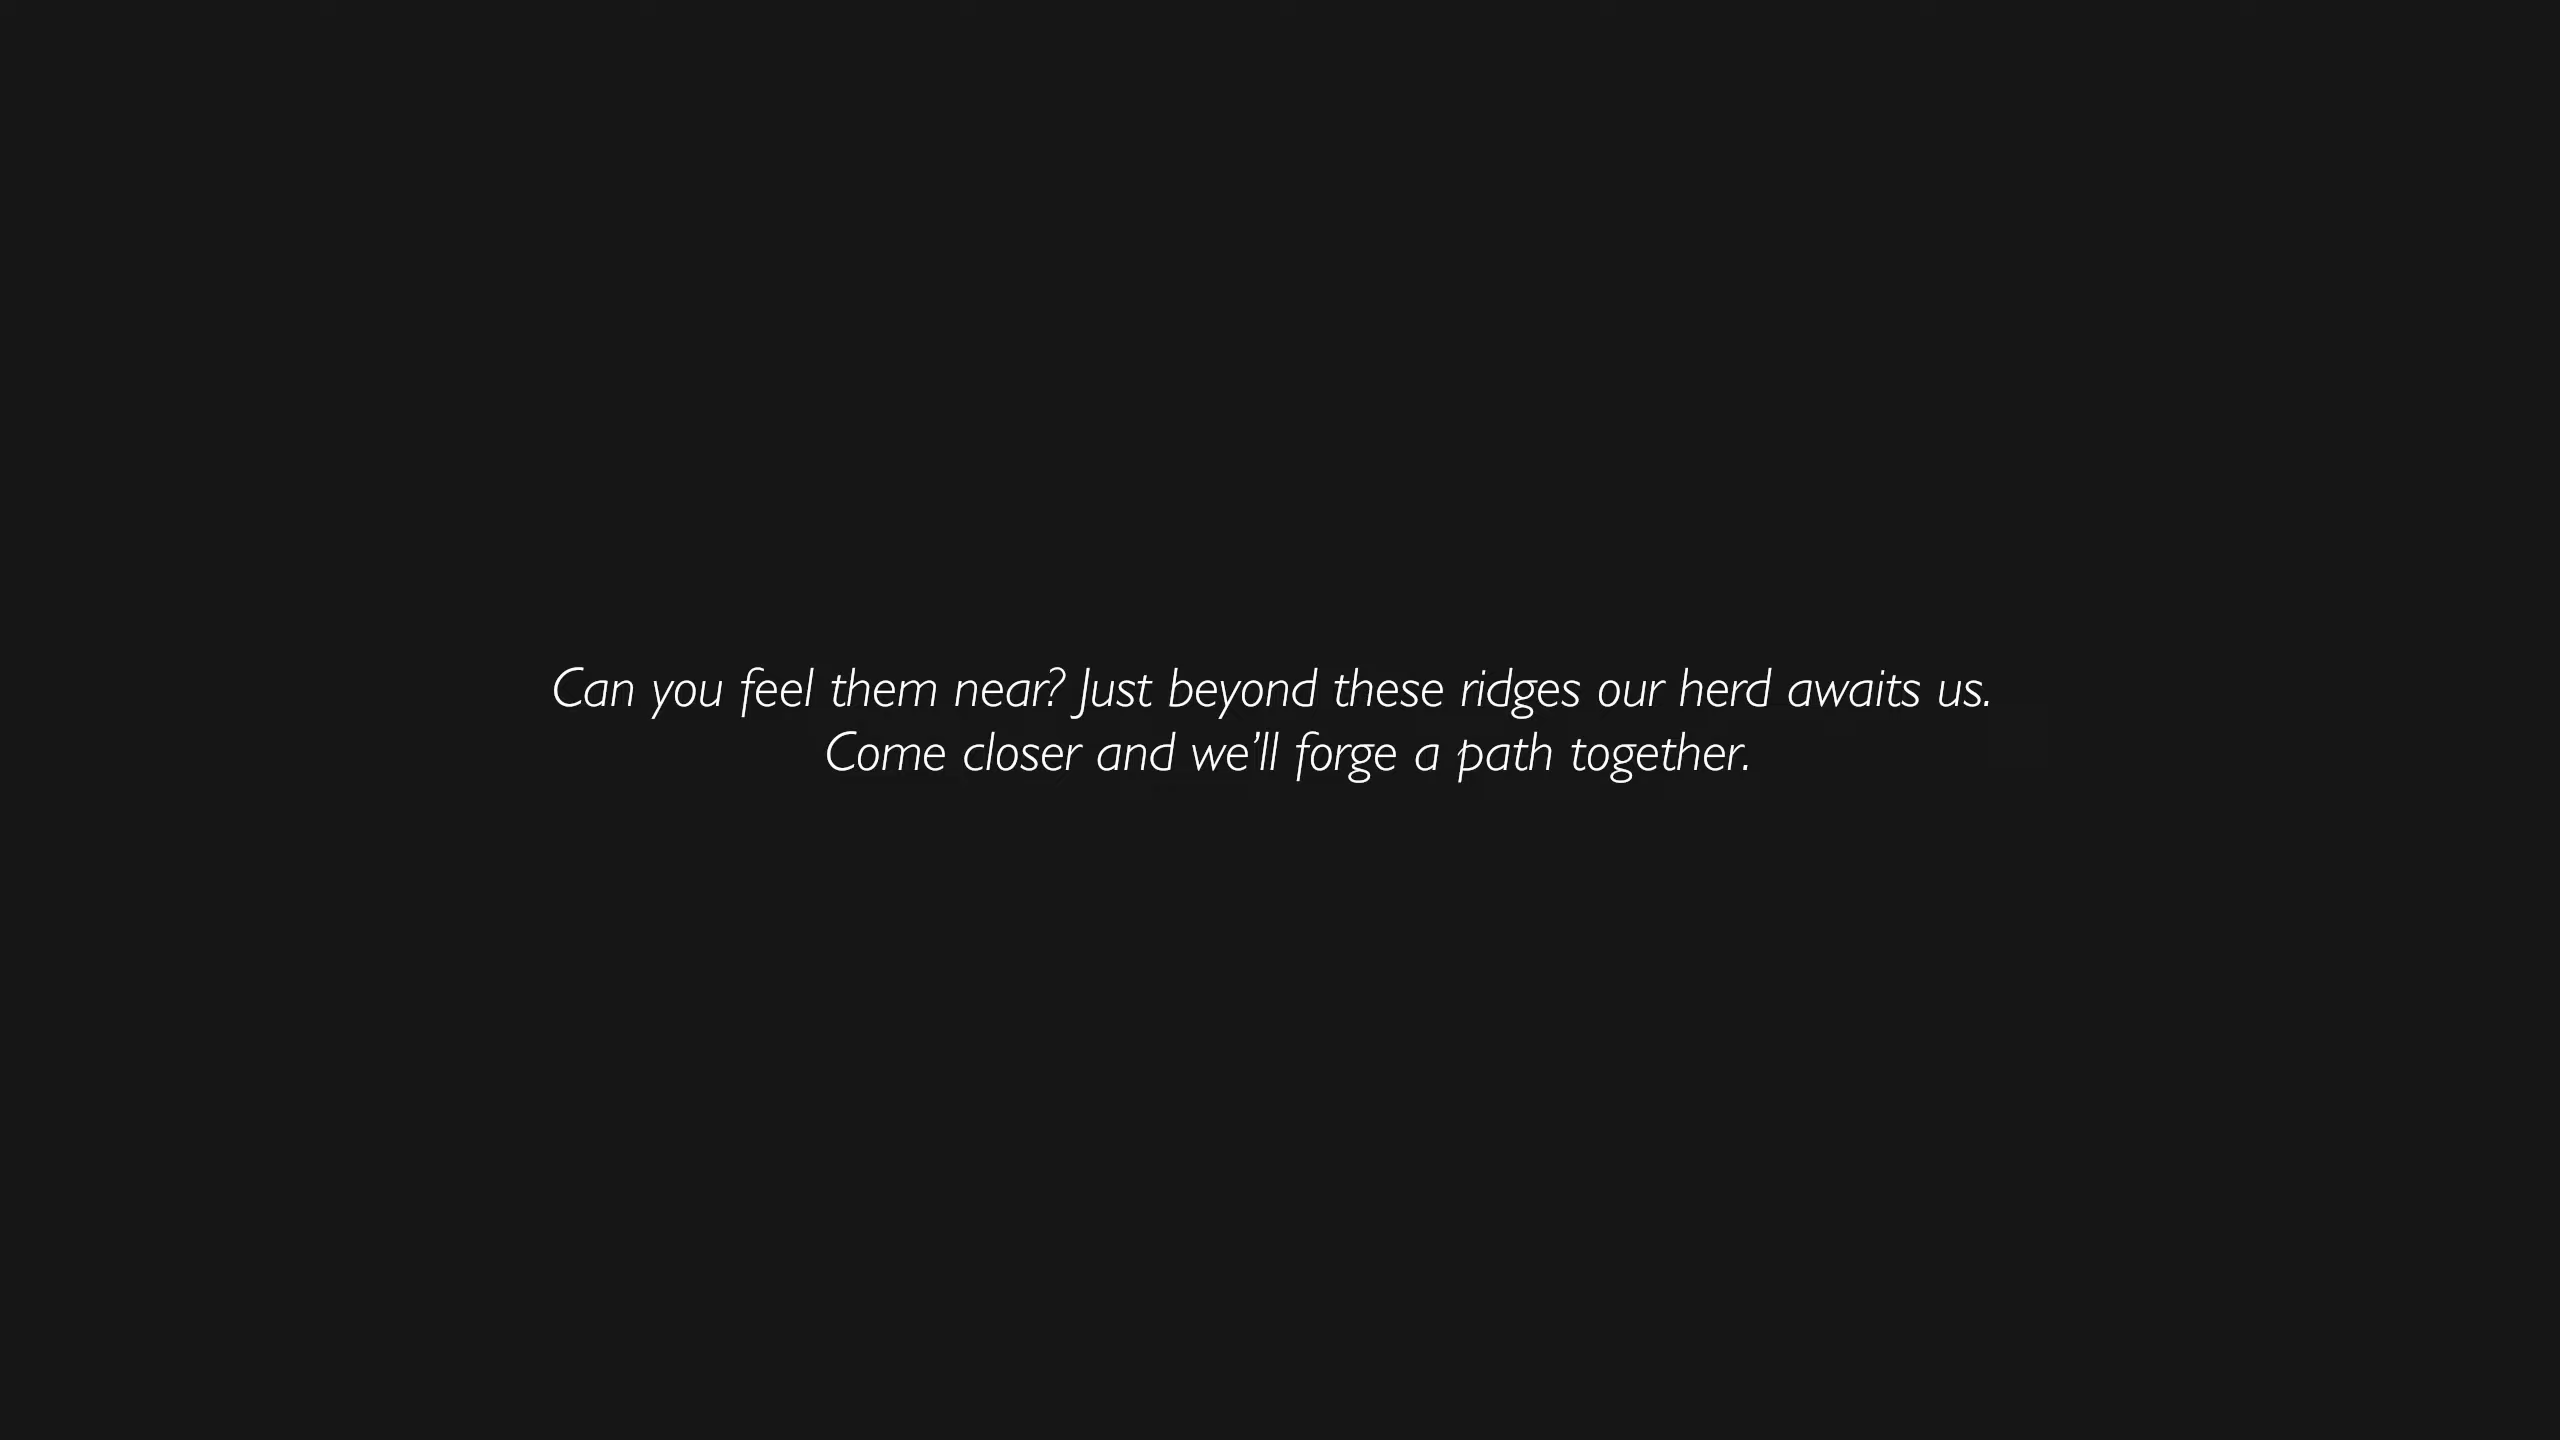 Can you feel them near? Just beyond these ridges our herd awaits us.
Come closer and we’ll forge a path together.